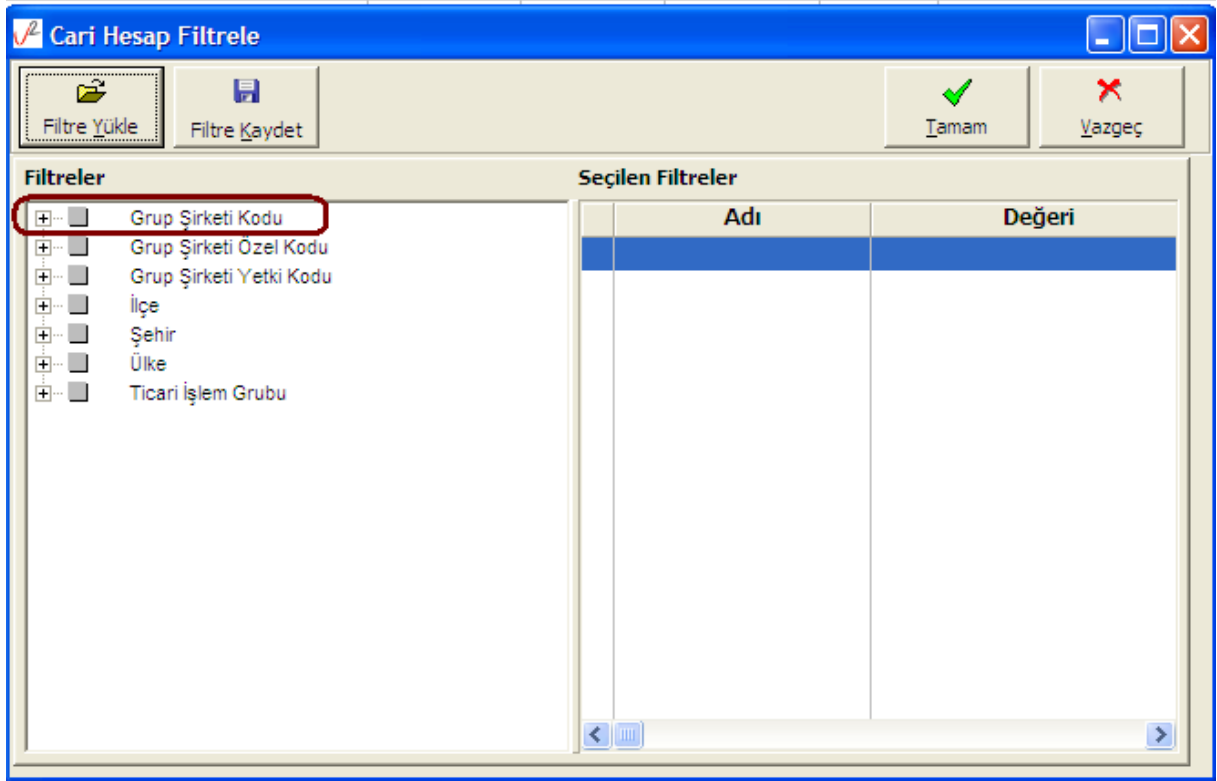 Cari Hesap Filtrele
Filtre Yükle
Filtre Kaydet
Tamam
Vazgeç
Filtreler
Seçilen Filtreler
Adı
Değeri
Grup Şirketi Kodu
Grup Şirketi Özel Kodu
Grup Şirketi Yetki Kodu
İlçe
Şehir
Ülke
Ticari İşlem Grubu